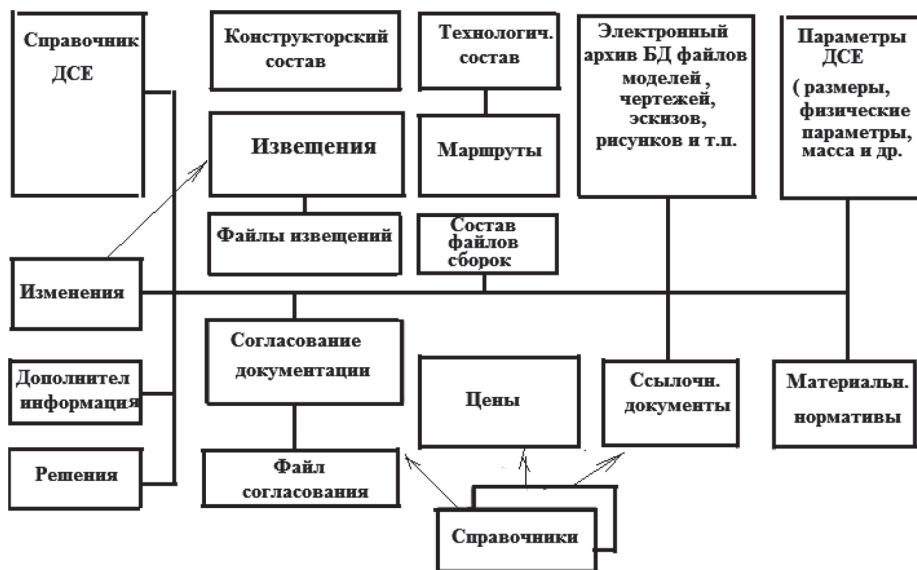 Справочник
ДСЕ
Конструкторский
состав
Технологич.
состав
Электронный
архив БД файлов
моделей ,
чертежей,
эскизов,
рисунков и т.п.
Параметры
ДСЕ
( размеры,
физические
параметры,
масса и др.
Извещения
Маршруты
Файлы извещений
Состав
файлов
сборок
Изменения
Согласование
документации
Дополнител
информация
Цены
Ссылочн.
документы
Материальн.
нормативы
Решения
Файл
согласования
Справочники